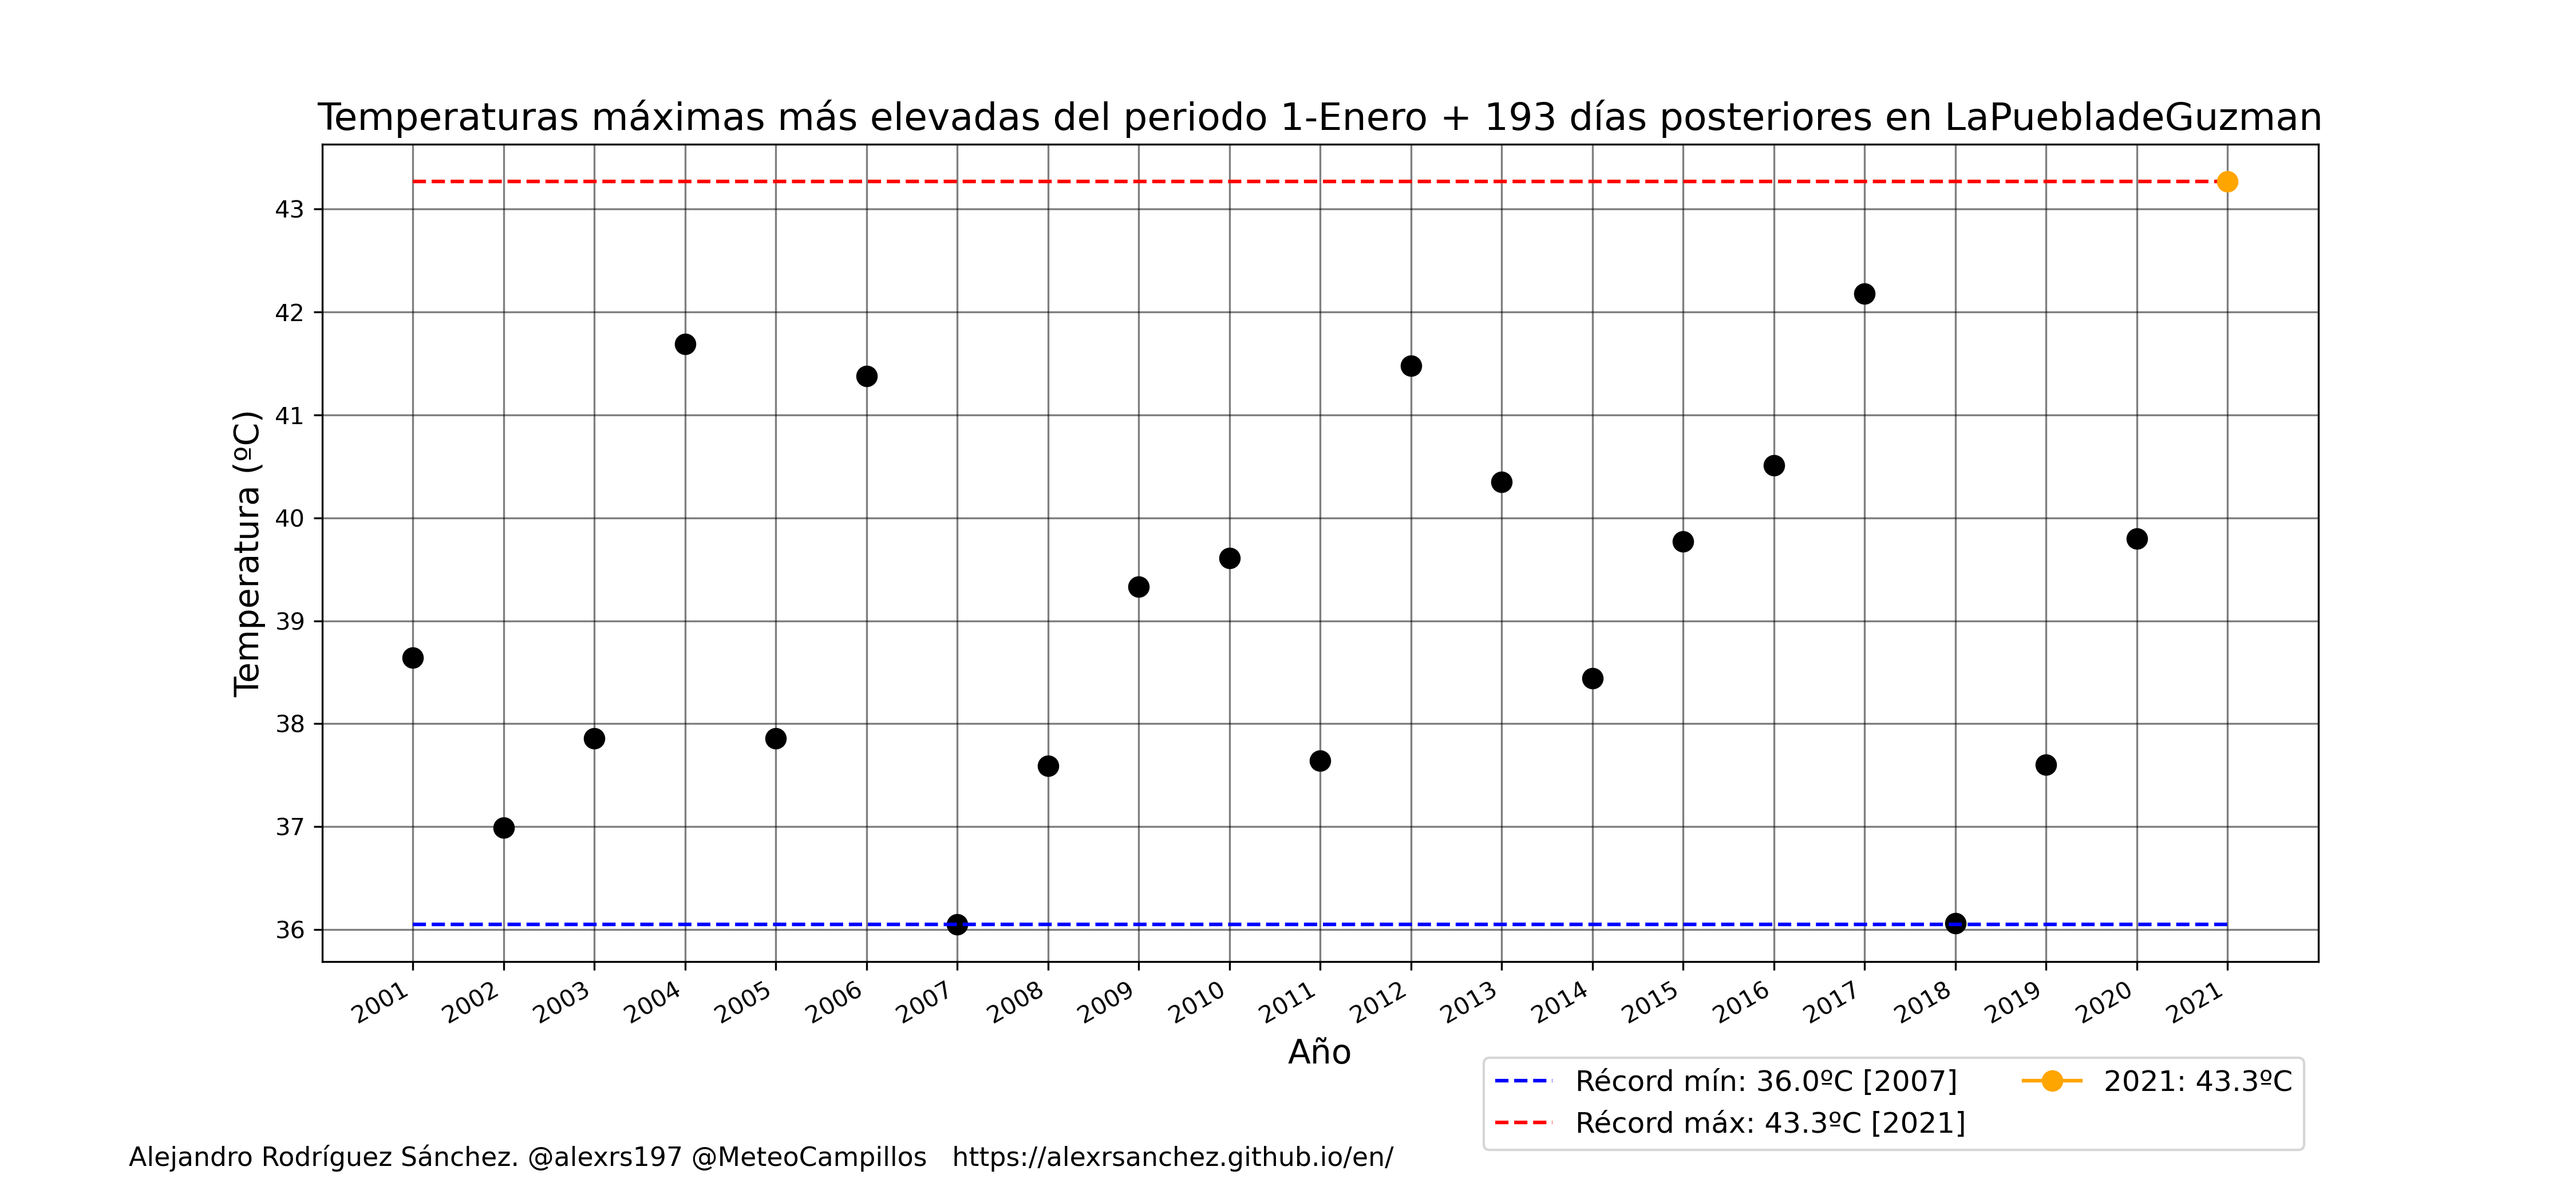 Temperaturas máximas más elevadas del periodo 1-Enero + 193 días posteriores en LaPuebladeGuzman
Temperatura (ºC)
43
42
41
40
39
38
37
36
2001 2002 2003 2004 2005 2006 2007 2008 2009 2010 2011 2012 2013 2014 2015 2016 2017 2018 2019 2020 2021
Año
Récord mín: 36.0ºC [2007]
Récord máx: 43.3ºC [2021]
2021: 43.3ºC
Alejandro Rodríguez Sánchez. @alexrs197 @MeteoCampillos https://alexrsanchez.github.io/en/